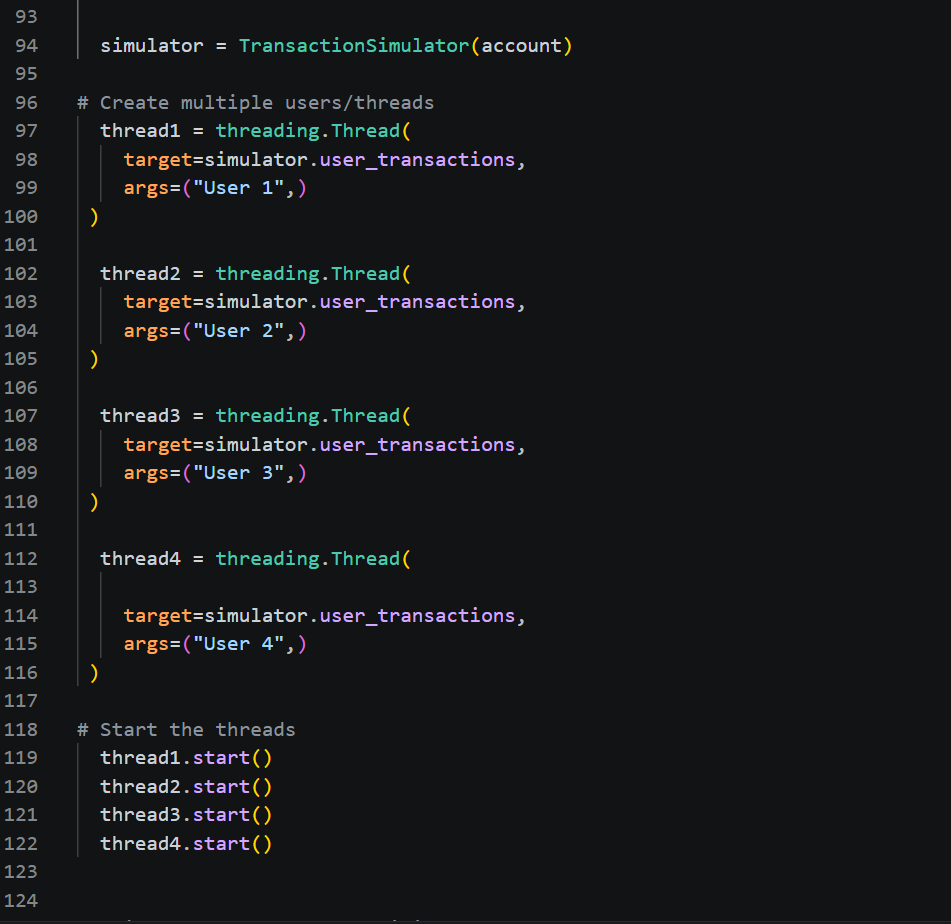 93
94 simulator = TransactionSimulator(account)
95
96 # Create multiple users/threads
97 thread1 = threading.Thread(
98 target=simulator.user_transactions,
99 args=("User 1",)
100 )
101
102 thread2 = threading.Thread(
103 target=simulator.user_transactions,
104 args=("User 2",)
105 )
106
107 thread3 = threading.Thread(
108 target=simulator.user_transactions,
109 args=("User 3",)
110 )
111
112 thread4 = threading.Thread(
113
114 target=simulator.user_transactions,
115 args=("User 4",)
116 )
117
118 # Start the threads
119 thread1.start()
120 thread2.start()
121 thread3.start()
122 thread4.start()
123
124